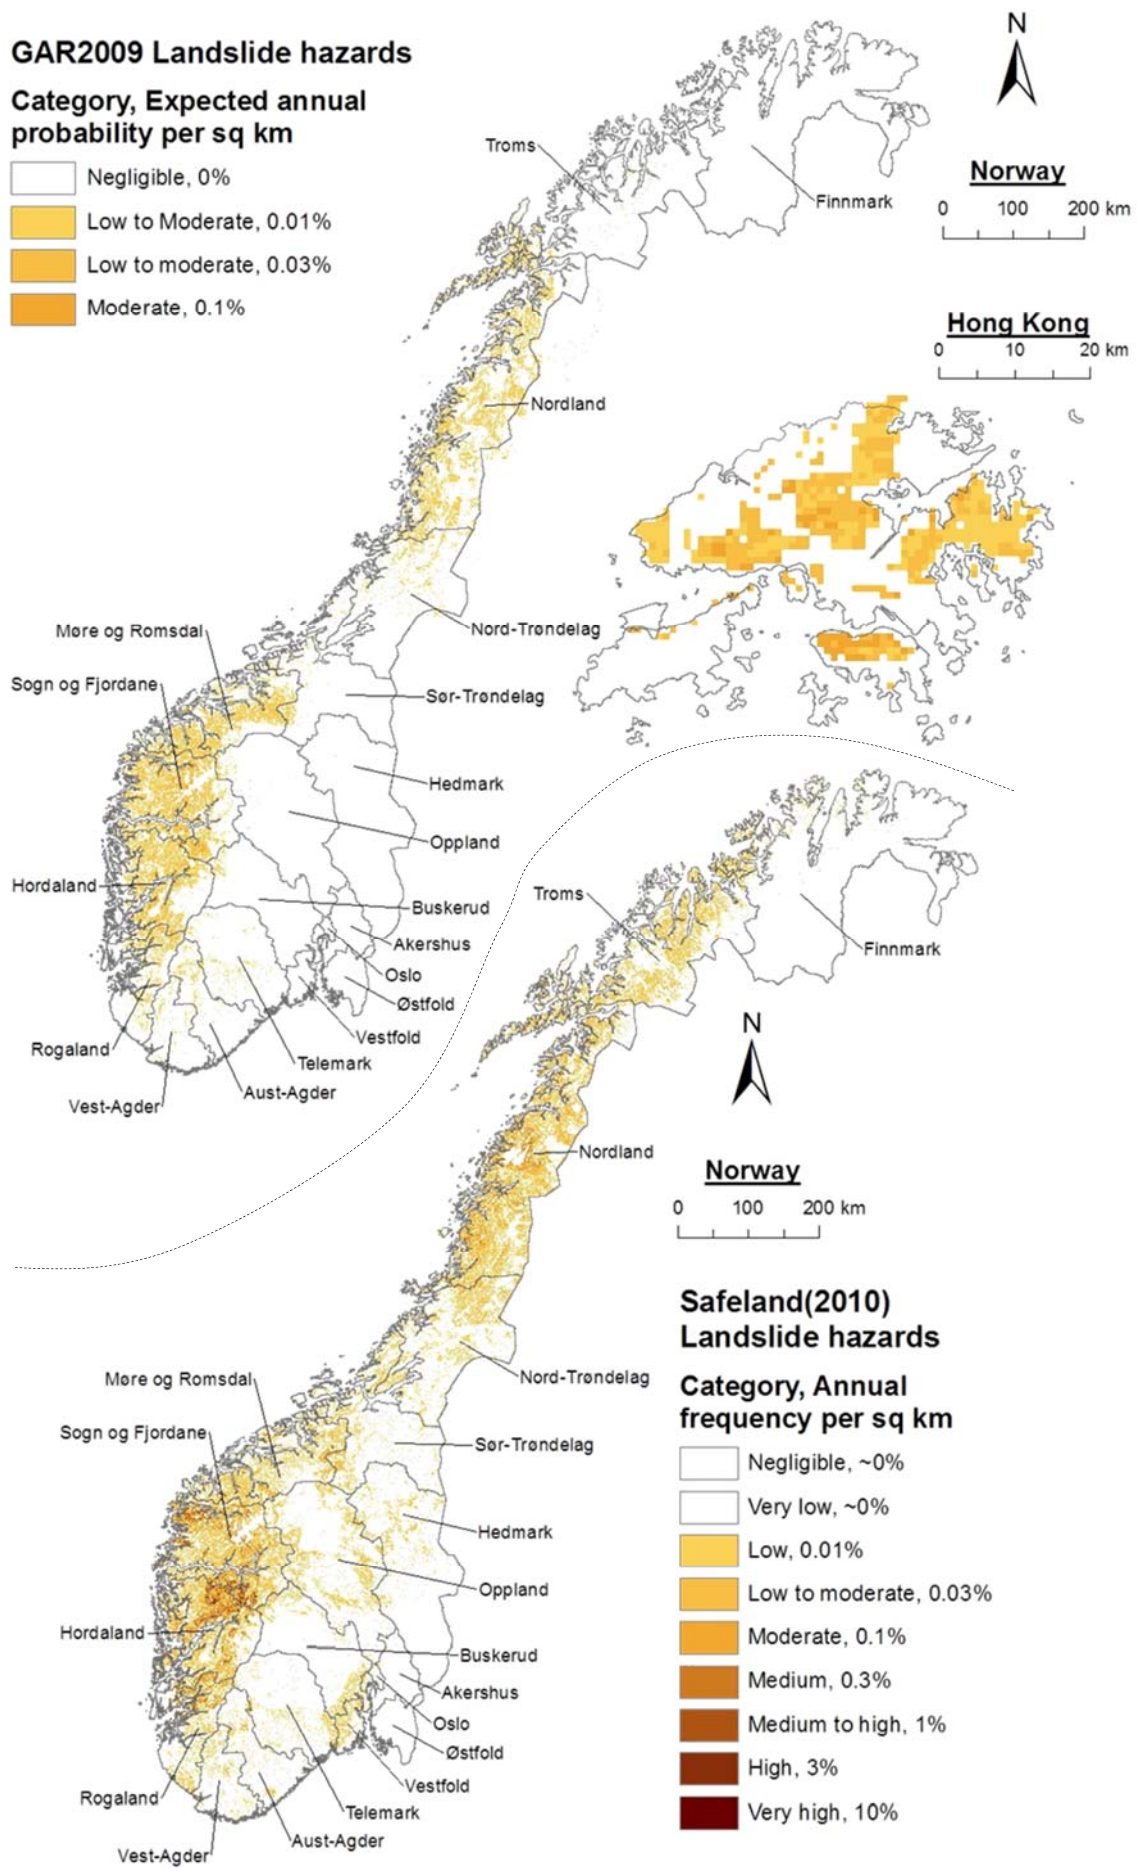 GAR2009 Landslide hazards
Category, Expected annual
probability per sq km
Negligible, 0%
Low to Moderate, 0.01%
Low to moderate, 0.03%
Moderate, 0.1%
N
Norway
0 100 200 km
Hong Kong
0 10 20 km
Troms
Finnmark
Nordland
Nord-Trøndelag
Møre og Romsdal
Sogn og Fjordane
Sør-Trøndelag
Hedmark
Oppland
Hordaland
Buskerud
Akershus
Oslo
Østfold
Vestfold
Rogaland
Telemark
Aust-Agder
Vest-Agder
Troms
Finnmark
N
Nordland
Norway
0 100 200 km
Safeland(2010)
Landslide hazards
Category, Annual
frequency per sq km
Negligible, ~0%
Very low, ~0%
Low, 0.01%
Low to moderate, 0.03%
Moderate, 0.1%
Medium, 0.3%
Medium to high, 1%
High, 3%
Very high, 10%
Nord-Trøndelag
Møre og Romsdal
Sogn og Fjordane
Sør-Trøndelag
Hedmark
Oppland
Hordaland
Buskerud
Akershus
Oslo
Østfold
Vestfold
Rogaland
Telemark
Aust-Agder
Vest-Agder